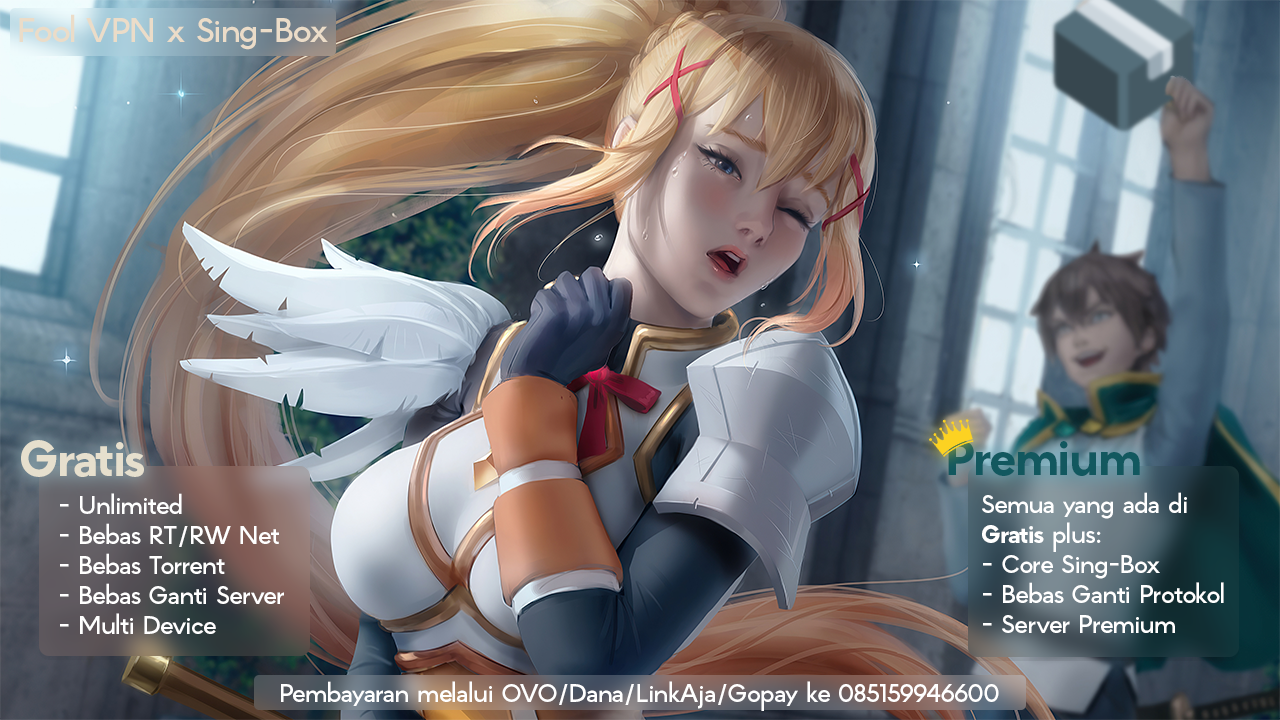 Fool VPN x Sing-Box
Gratis
- Unlimited
- Bebas RT/RW Net
- Bebas Torrent
- Bebas Ganti Server
- Multi Device
Premium
Semua yang ada di
Gratis plus:
- Core Sing-Box
- Bebas Ganti Protokol
- Server Premium
Pembayaran melalui OVO/Dana/LinkAja/Gopay ke 085159946600